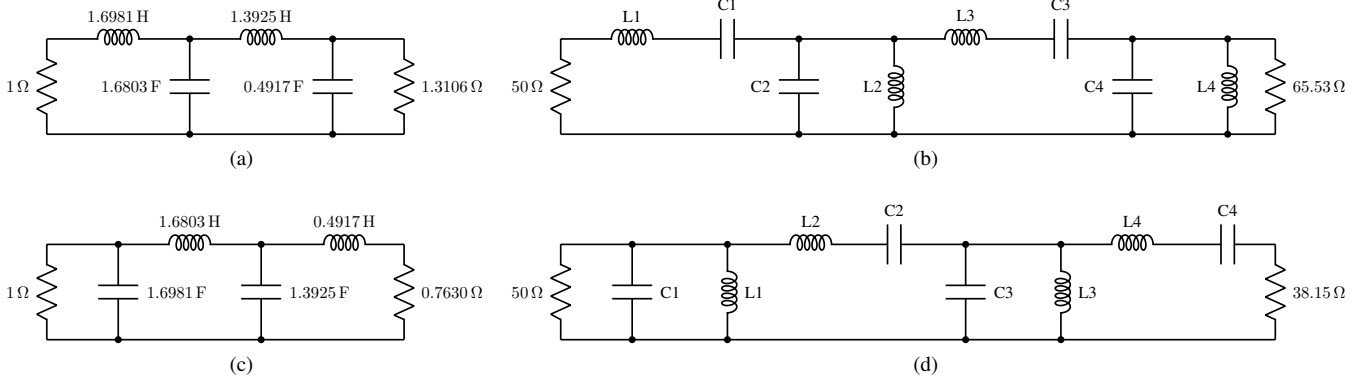 1.6981 H
1.3925 H
1 Ω
1.6803 F
0.4917 F
1.3106 Ω
(a)
L1
C1
L3
C3
50 Ω
C2
L2
C4
L4
65.53 Ω
(b)
1.6803 H
0.4917 H
1 Ω
1.6981 F
1.3925 F
0.7630 Ω
(c)
L2
C2
L4
C4
50 Ω
C1
L1
C3
L3
38.15 Ω
(d)